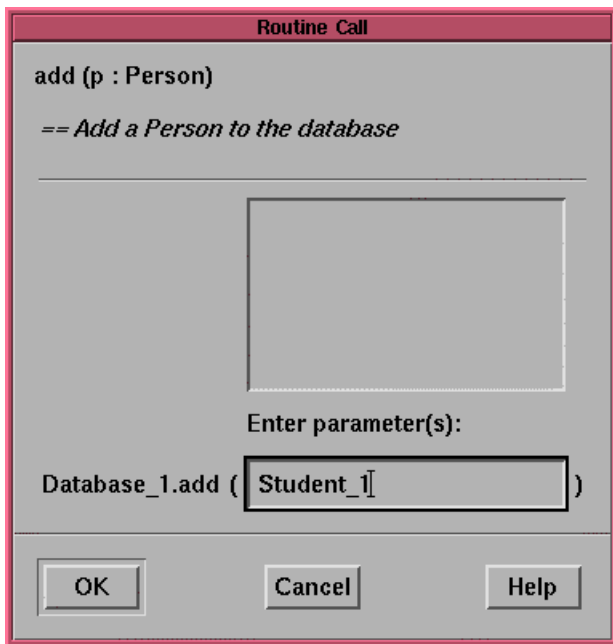 Routine Call
add (p : Person)
== Add a Person to the database
Enter parameter(s):
Database_1.add ( Student_1 )
OK Cancel Help